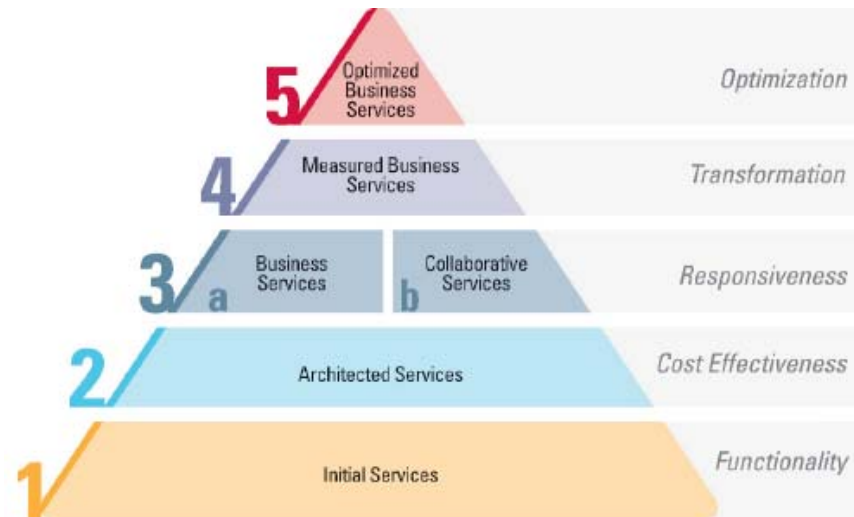 5
Optimized
Business
Services
Optimization
4
Measured Business
Services
Transformation
3
a
Business
Services
b
Collaborative
Services
Responsiveness
2
Architected Services
Cost Effectiveness
1
Initial Services
Functionality